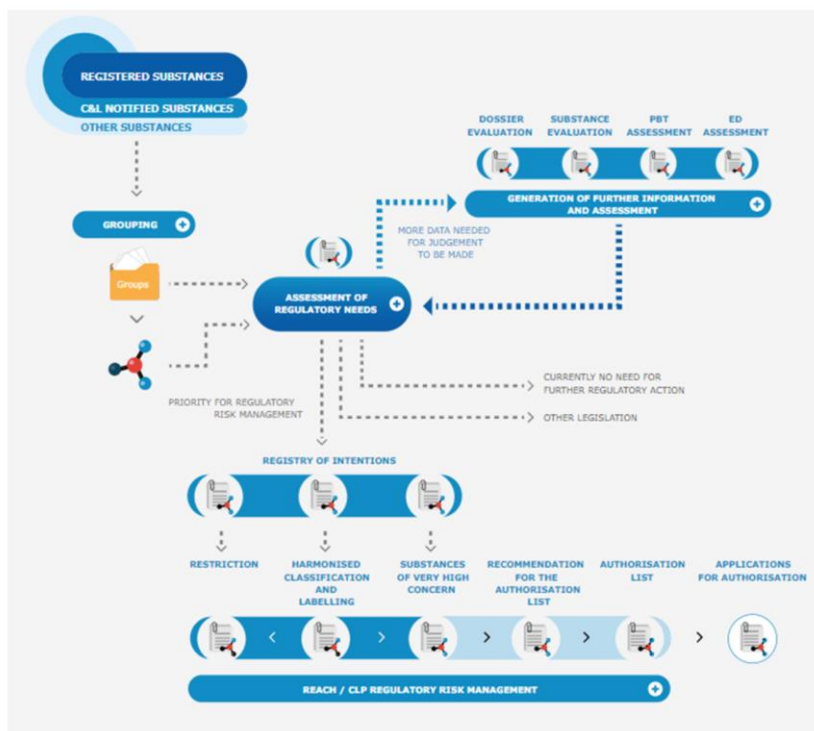 REGISTERED SUBSTANCES
C&L NOTIFIED SUBSTANCES
OTHER SUBSTANCES
DOSSIER
EVALUATION
SUBSTANCE
EVALUATION
PBT
ASSESSMENT
ED
ASSESSMENT
GENERATION OF FURTHER INFORMATION
AND ASSESSMENT
GROUPING
Groups
MORE DATA NEEDED
FOR JUDGEMENT
TO BE MADE
ASSESSMENT OF
REGULATORY NEEDS
CURRENTLY NO NEED FOR
FURTHER REGULATORY ACTION
OTHER LEGISLATION
PRIORITY FOR REGULATORY
RISK MANAGEMENT
REGISTRY OF INTENTIONS
RESTRICTION
HARMONISED
CLASSIFICATION
AND
LABELLING
SUBSTANCES
OF VERY HIGH
CONCERN
RECOMMENDATION
FOR THE
AUTHORISATION
LIST
AUTHORISATION
LIST
APPLICATIONS
FOR AUTHORISATION
REACH / CLP REGULATORY RISK MANAGEMENT